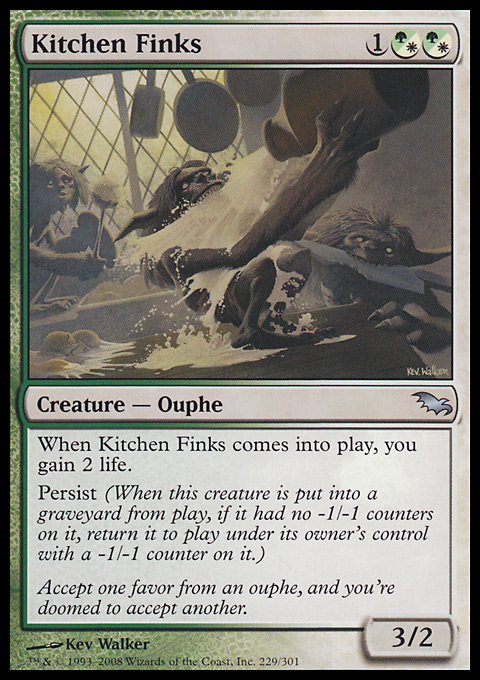 Kitchen Finks 1
KEV. WALKER
Creature — Ouphe
When Kitchen Finks comes into play, you
gain 2 life.
Persist (When this creature is put into a
graveyard from play, if it had no -1/-1 counters
on it, return it to play under its owner's control
with a -1/-1 counter on it.)
Accept one favor from an ouphe, and you're
doomed to accept another.
3/2
Kev Walker
™ & © 1993–2008 Wizards of the Coast, Inc. 229/301